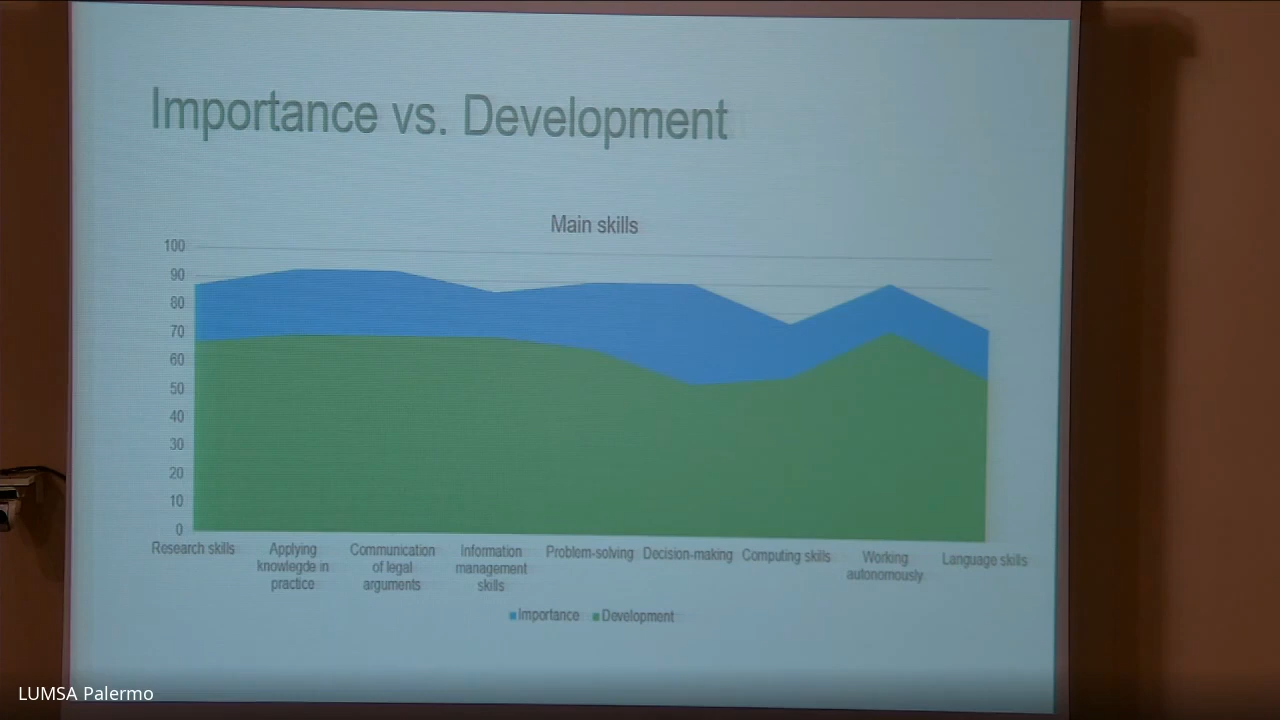 Importance vs. Development
Main skills
100
90
80
70
60
50
40
30
20
10
0
Research skills
Applying
knowlegde in
practice
Communication
of legal
arguments
Information
management
skills
Problem-solving
Decision-making
Computing skills
Working
autonomously
Language skills
Importance
Development
LUMSA Palermo